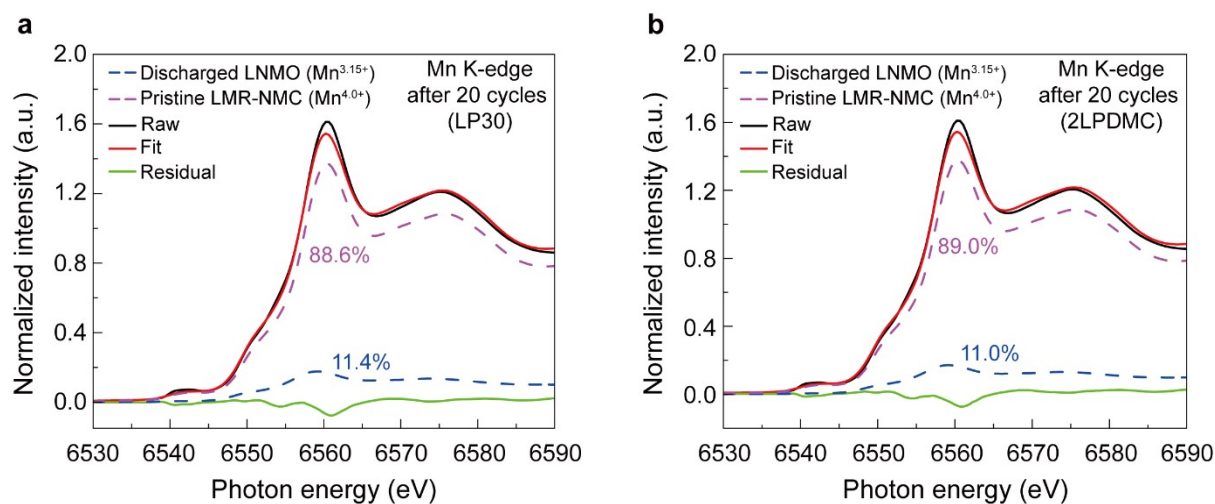 a
2.0
1.6
1.2
0.8
0.4
0.0
Normalized intensity (a.u.)
Discharged LNMO (Mn³·¹⁵⁺)
Pristine LMR-NMC (Mn⁴·⁰⁺)
Raw
Fit
Residual
Mn K-edge
after 20 cycles
(LP30)
88.6%
11.4%
6530 6540 6550 6560 6570 6580 6590
Photon energy (eV)
b
2.0
1.6
1.2
0.8
0.4
0.0
Normalized intensity (a.u.)
Discharged LNMO (Mn³·¹⁵⁺)
Pristine LMR-NMC (Mn⁴·⁰⁺)
Raw
Fit
Residual
Mn K-edge
after 20 cycles
(2LPDMC)
89.0%
11.0%
6530 6540 6550 6560 6570 6580 6590
Photon energy (eV)